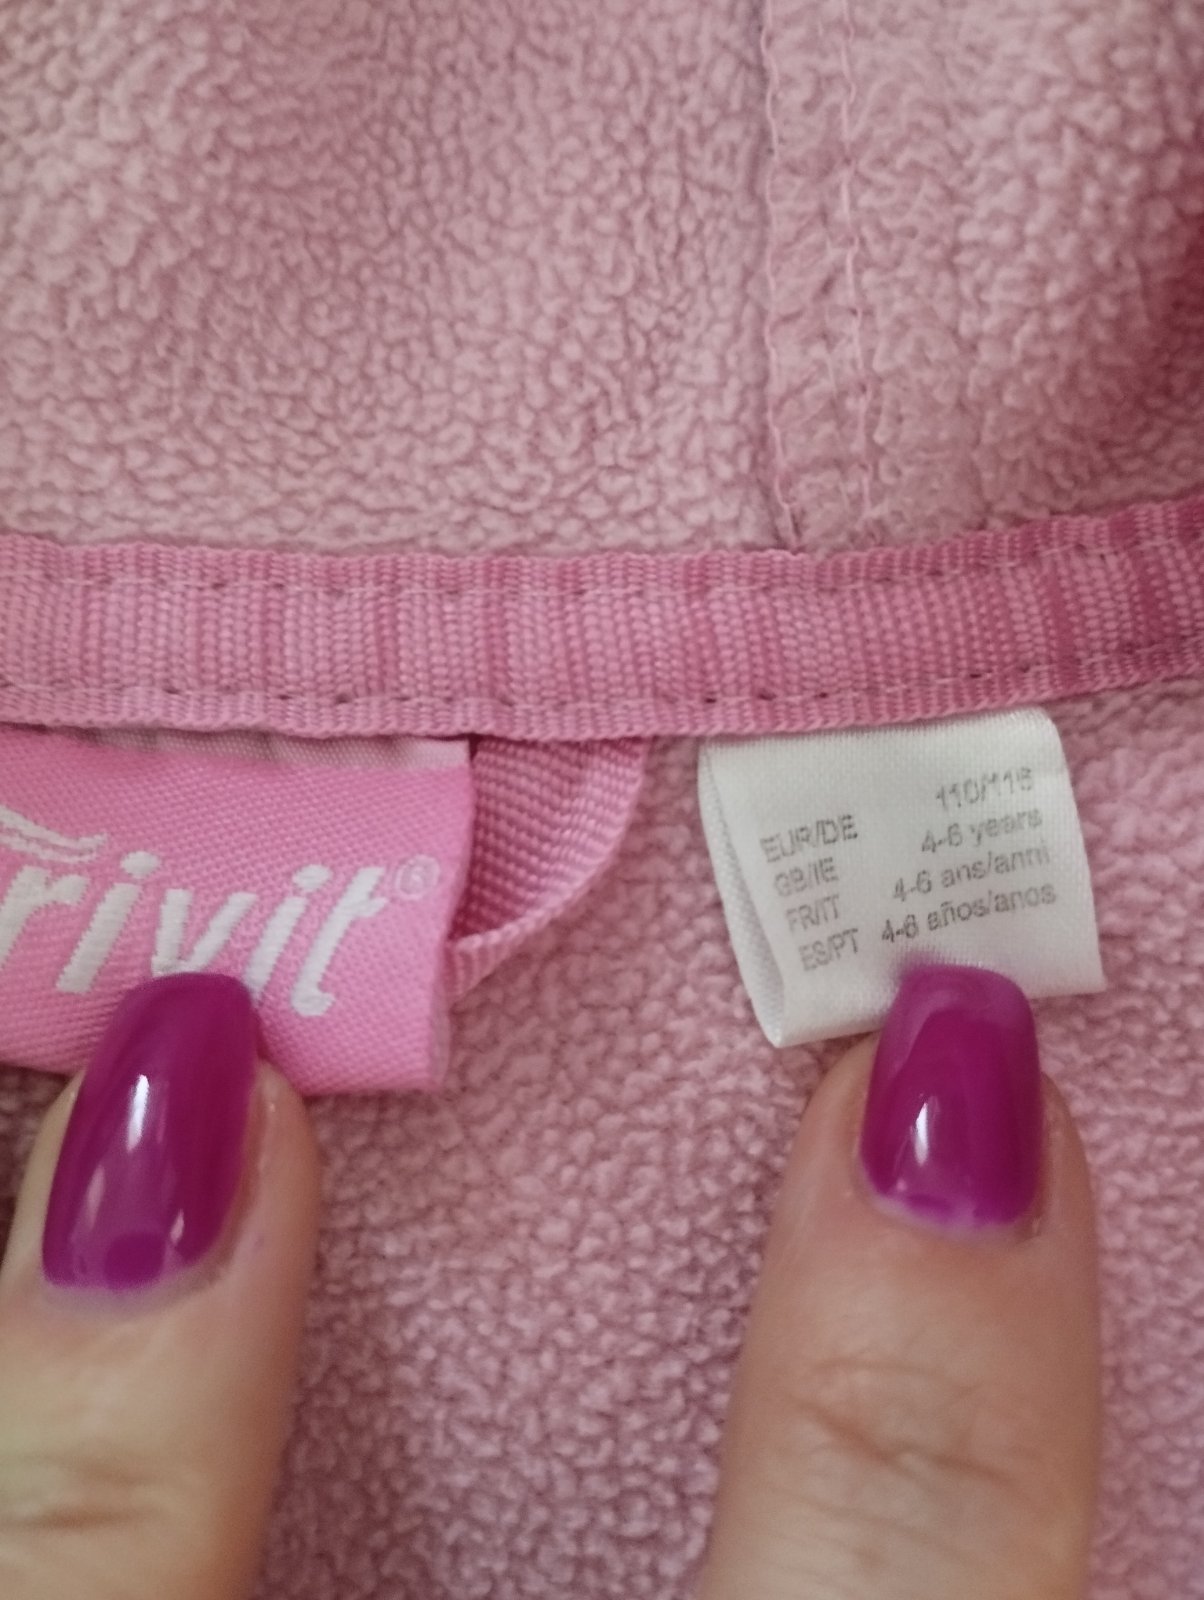 Crivit®
EUR/DE 110/116
GB/IE 4-6 years
FR/IT 4-6 ans/anni
ES/PT 4-6 años/anos